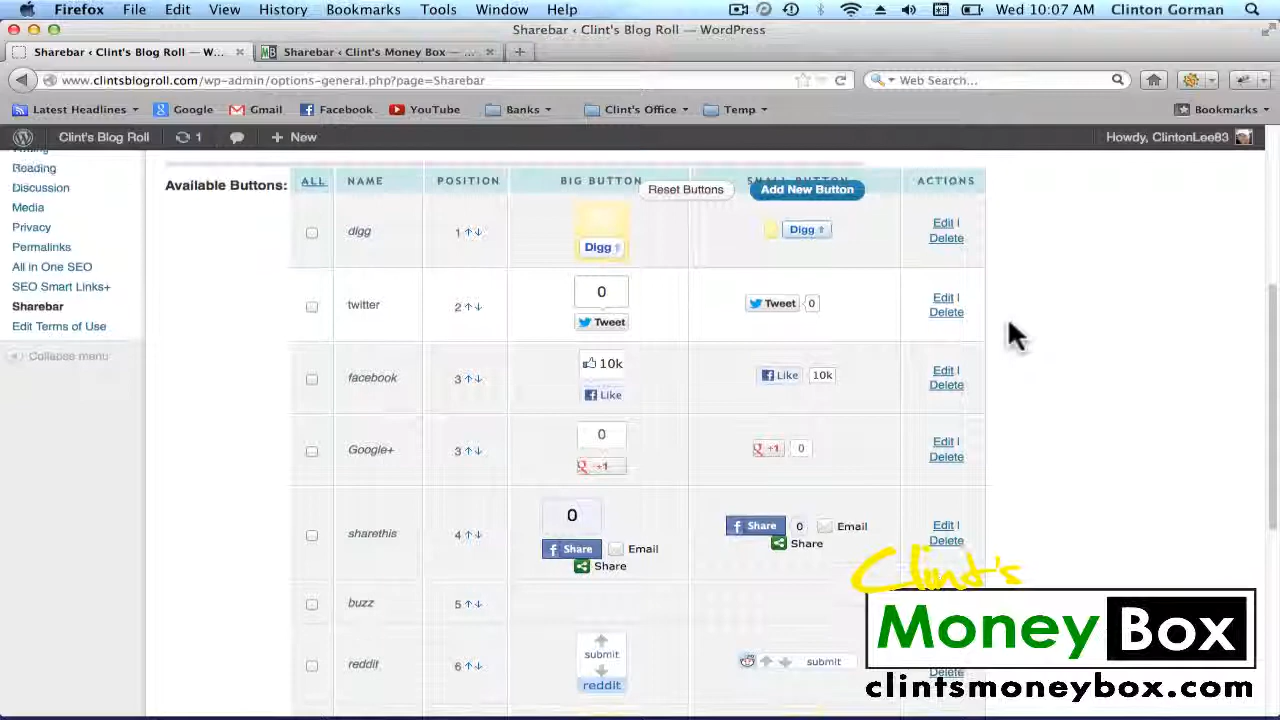 Firefox File Edit View History Bookmarks Tools Window Help Wed 10:07 AM Clinton Gorman
Sharebar ‹ Clint's Blog Roll — WordPress
Sharebar ‹ Clint's Blog Roll — W... Sharebar ‹ Clint's Money Box — ...
www.clintsblogroll.com/wp-admin/options-general.php?page=Sharebar Web Search...
Latest Headlines Google Gmail Facebook YouTube Banks Clint's Office Temp Bookmarks
Clint's Blog Roll 1 + New Howdy, ClintonLee83
Reading
Discussion
Media
Privacy
Permalinks
All in One SEO
SEO Smart Links+
Sharebar
Edit Terms of Use
Collapse menu
Available Buttons:
Reset Buttons Add New Button
ALL NAME POSITION BIG BUTTON SMALL BUTTON ACTIONS
digg 1 Digg Digg Edit |
Delete
twitter 2 0 Tweet Tweet 0 Edit |
Delete
facebook 3 10k Like Like 10k Edit |
Delete
Google+ 3 0 +1 +1 0 Edit |
Delete
sharethis 4 0 Share Email Share Share 0 Email Share Edit |
Delete
buzz 5
reddit 6 submit reddit submit Delete
Clint's
Money Box
clintsmoneybox.com